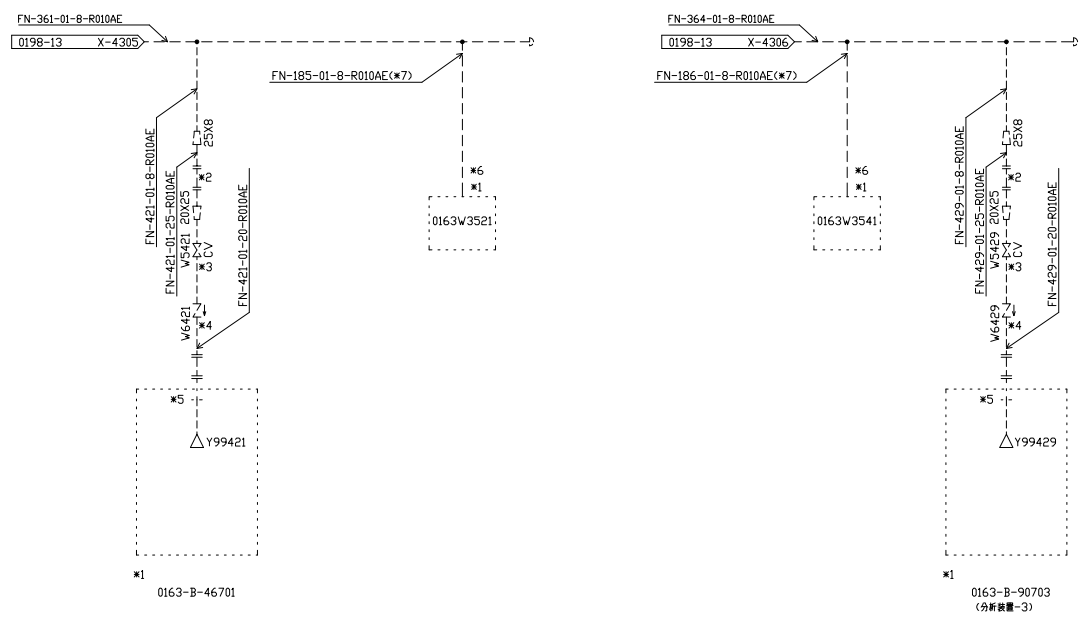 FN-361-01-8-R010AE
0198-13 X-4305
FN-185-01-8-R010AE(※7)
FN-421-01-8-R010AE
25X8
FN-421-01-25-R010AE
※2
20X25
W5421
CV
※3
FN-421-01-20-R010AE
W6421
※4
※5
Y99421
※1
0163-B-46701
※6
※1
0163W3521
FN-364-01-8-R010AE
0198-13 X-4306
FN-186-01-8-R010AE(※7)
※6
※1
0163W3541
FN-429-01-8-R010AE
25X8
FN-429-01-25-R010AE
※2
20X25
W5429
CV
※3
FN-429-01-20-R010AE
W6429
※4
※5
Y99429
※1
0163-B-90703
(分析装置-3)